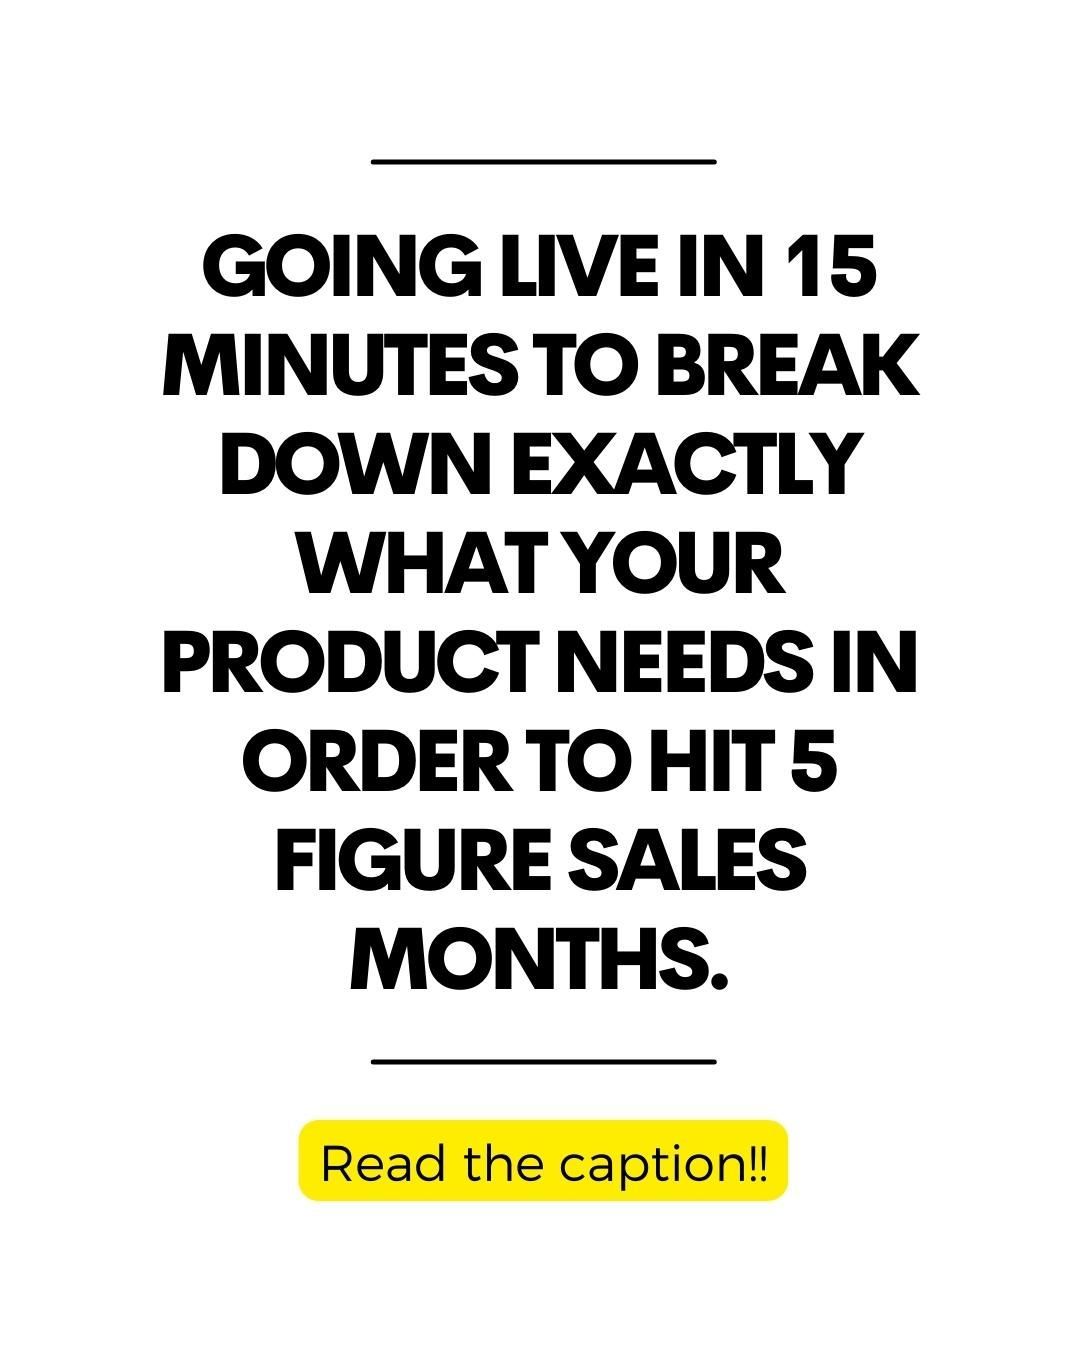 GOING LIVE IN 15
MINUTES TO BREAK
DOWN EXACTLY
WHAT YOUR
PRODUCT NEEDS IN
ORDER TO HIT 5
FIGURE SALES
MONTHS.
Read the caption!!